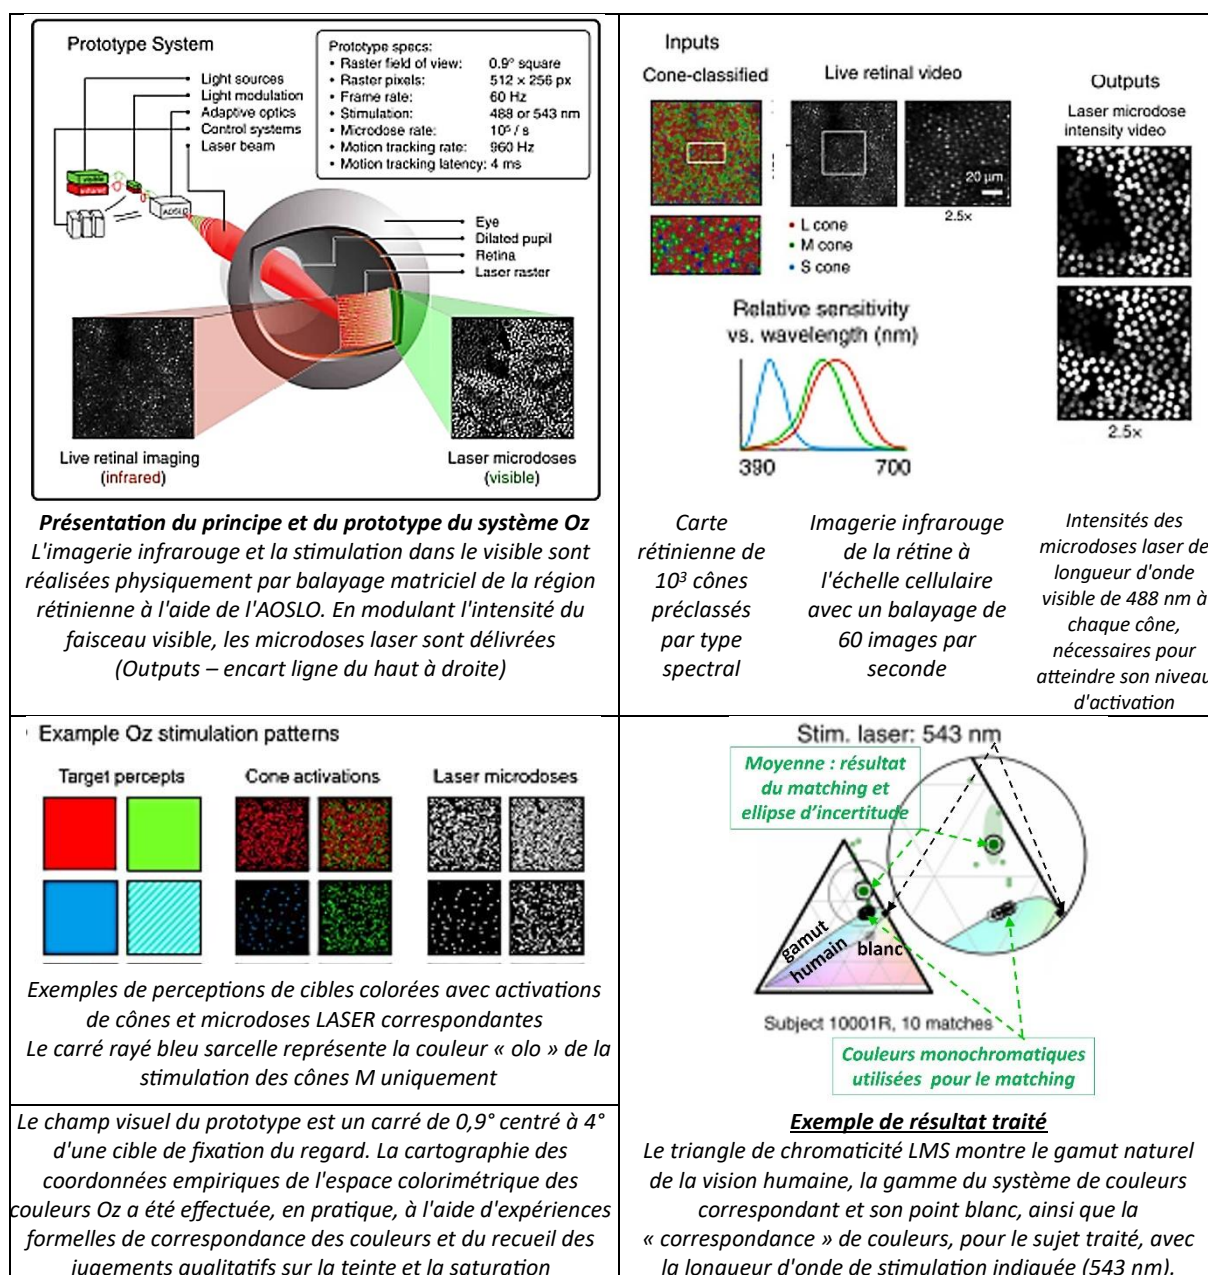 Prototype System
Light sources
Light modulation
Adaptive optics
Control systems
Laser beam
Prototype specs:
• Raster field of view: 0.9° square
• Raster pixels: 512 × 256 px
• Frame rate: 60 Hz
• Stimulation: 488 or 543 nm
• Microdose rate: 10⁵ / s
• Motion tracking rate: 960 Hz
• Motion tracking latency: 4 ms
visible
infrared
AOSLO
Eye
Dilated pupil
Retina
Laser raster
Live retinal imaging
(infrared)
Laser microdoses
(visible)
Présentation du principe et du prototype du système Oz
L'imagerie infrarouge et la stimulation dans le visible sont
réalisées physiquement par balayage matriciel de la région
rétinienne à l'aide de l'AOSLO. En modulant l'intensité du
faisceau visible, les microdoses laser sont délivrées
(Outputs – encart ligne du haut à droite)
Inputs
Cone-classified
Live retinal video
20 µm
2.5x
• L cone
• M cone
• S cone
Relative sensitivity
vs. wavelength (nm)
390 700
Outputs
Laser microdose
intensity video
2.5x
Carte
rétinienne de
10³ cônes
préclassés
par type
spectral
Imagerie infrarouge
de la rétine à
l'échelle cellulaire
avec un balayage de
60 images par
seconde
Intensités des
microdoses laser de
longueur d'onde
visible de 488 nm à
chaque cône,
nécessaires pour
atteindre son niveau
d'activation
Example Oz stimulation patterns
Target percepts
Cone activations
Laser microdoses
Exemples de perceptions de cibles colorées avec activations
de cônes et microdoses LASER correspondantes
Le carré rayé bleu sarcelle représente la couleur « olo » de la
stimulation des cônes M uniquement
Stim. laser: 543 nm
Moyenne : résultat
du matching et
ellipse d'incertitude
gamut
humain
blanc
Subject 10001R, 10 matches
Couleurs monochromatiques
utilisées pour le matching
Le champ visuel du prototype est un carré de 0,9° centré à 4°
d'une cible de fixation du regard. La cartographie des
coordonnées empiriques de l'espace colorimétrique des
couleurs Oz a été effectuée, en pratique, à l'aide d'expériences
formelles de correspondance des couleurs et du recueil des
jugements qualitatifs sur la teinte et la saturation
Exemple de résultat traité
Le triangle de chromaticité LMS montre le gamut naturel
de la vision humaine, la gamme du système de couleurs
correspondant et son point blanc, ainsi que la
« correspondance » de couleurs, pour le sujet traité, avec
la longueur d'onde de stimulation indiquée (543 nm).